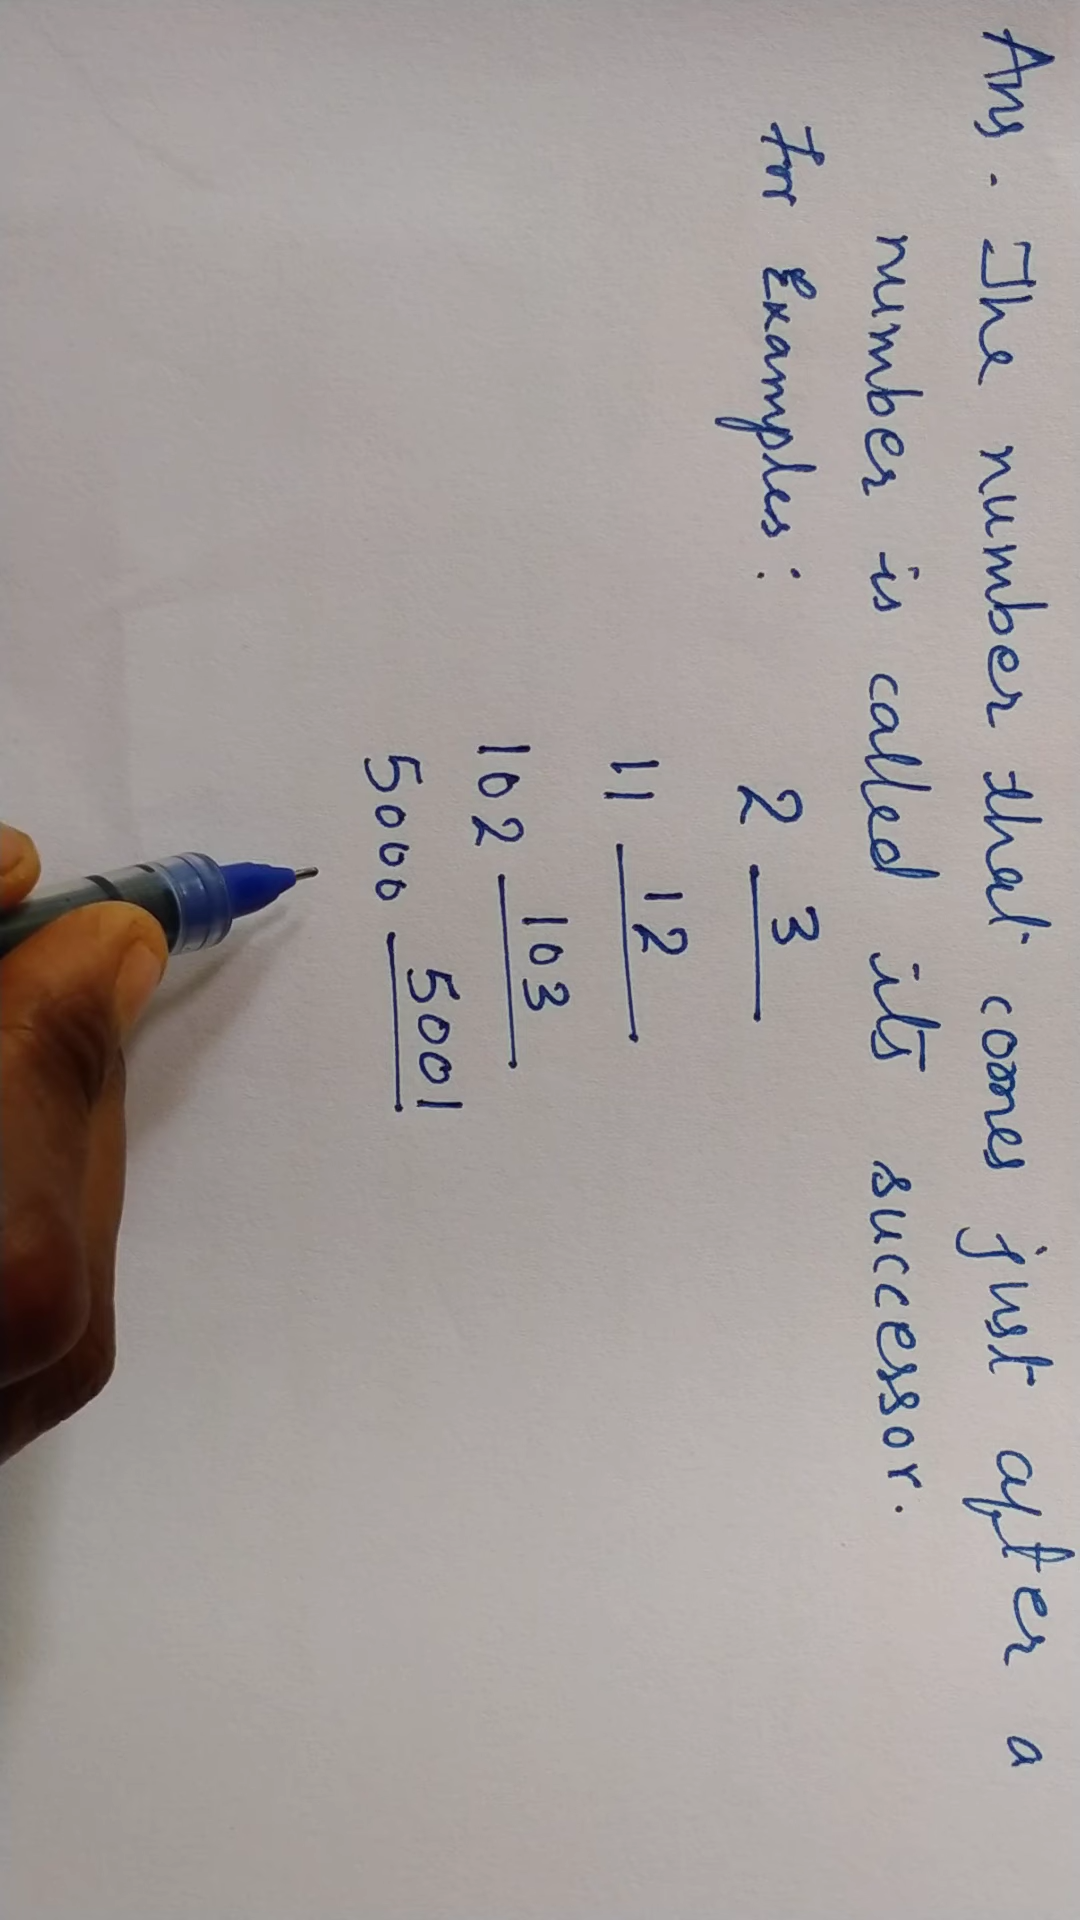 Ans. The number that comes just after a
number is called its successor.
For Examples:
2 3
11 12
102 103
5000 5001